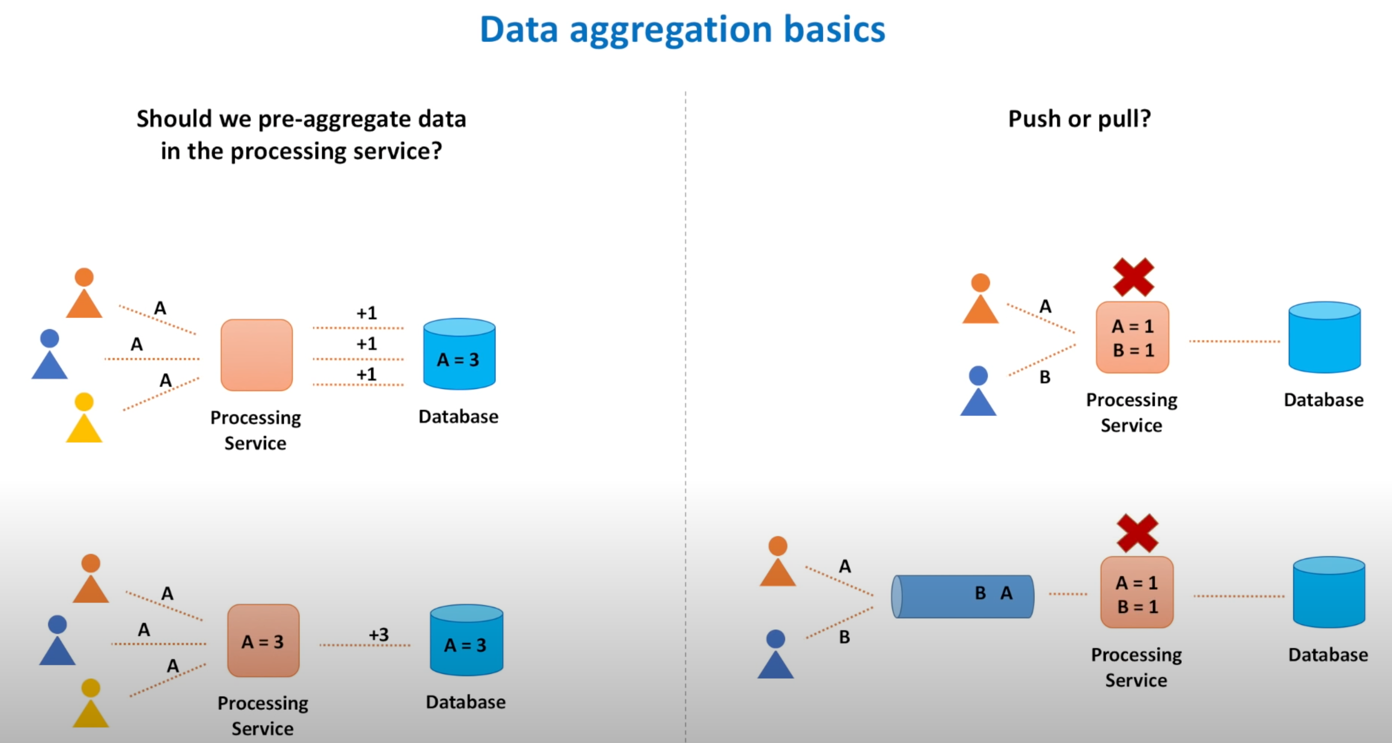 Data aggregation basics
Should we pre-aggregate data
in the processing service?
A
A
A
+1
+1
+1
A = 3
Processing
Service
Database
A
A
A
A = 3
+3
A = 3
Processing
Service
Database
Push or pull?
A
B
A = 1
B = 1
Processing
Service
Database
A
B
B A
A = 1
B = 1
Processing
Service
Database